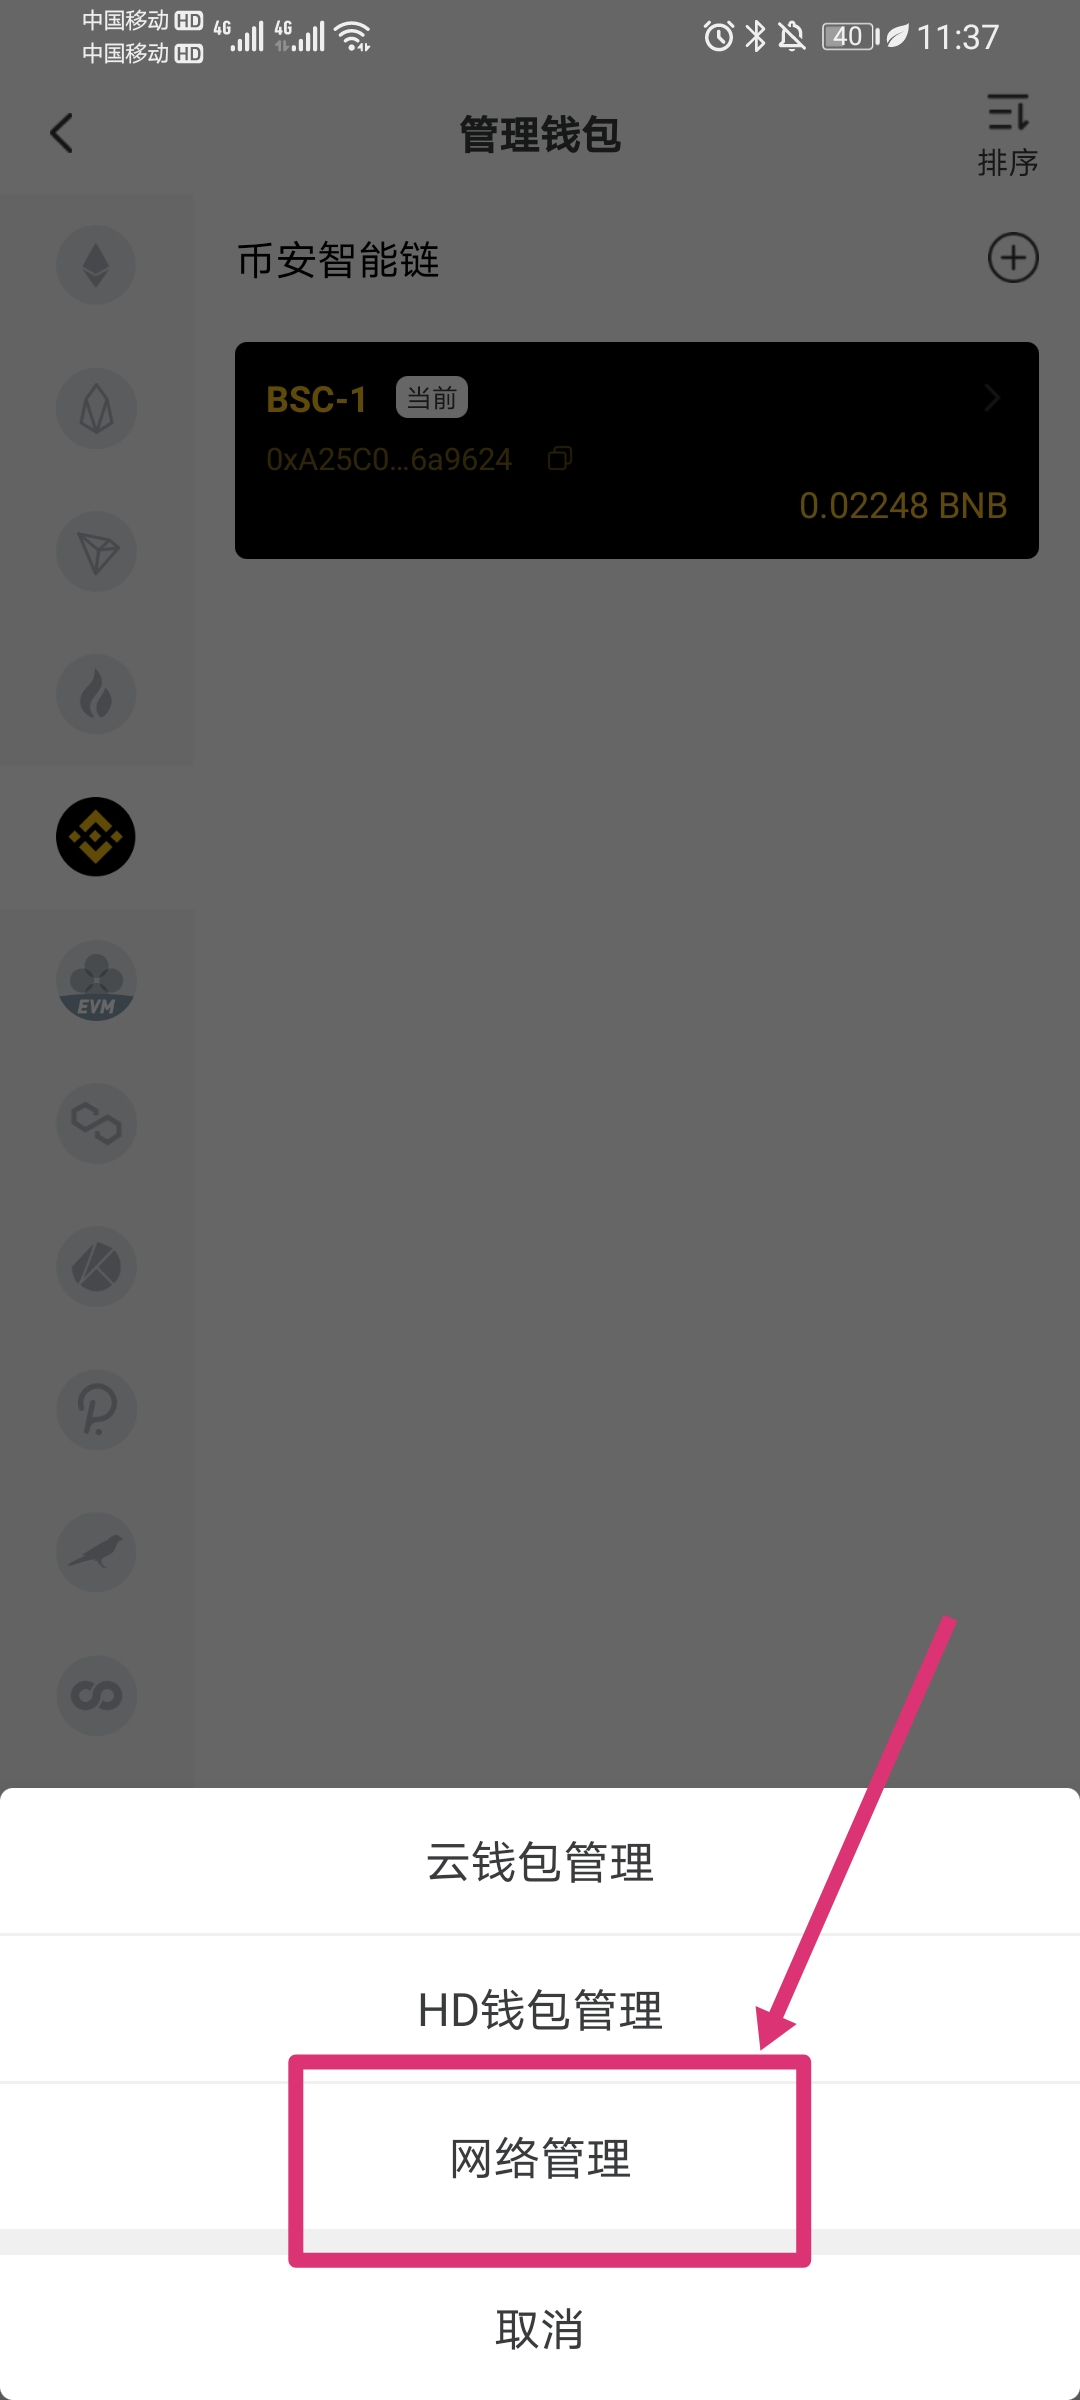 中国移动 HD 4G 4G 40 11:37
中国移动 HD
管理钱包
排序
币安智能链
BSC-1 当前
0xA25C0...6a9624
0.02248 BNB
EVM
云钱包管理
HD钱包管理
网络管理
取消